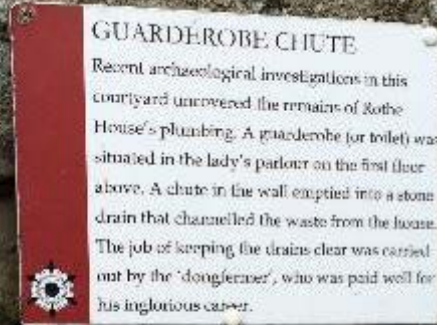 GUARDEROBE CHUTE
Recent archaeological investigations in this
courtyard uncovered the remains of Rothe
House's plumbing. A guarderobe (or toilet) was
situated in the lady's parlour on the first floor
above. A chute in the wall emptied into a stone
drain that channelled the waste from the house.
The job of keeping the drains clear was carried
out by the 'dongfermer', who was paid well for
his inglorious career.